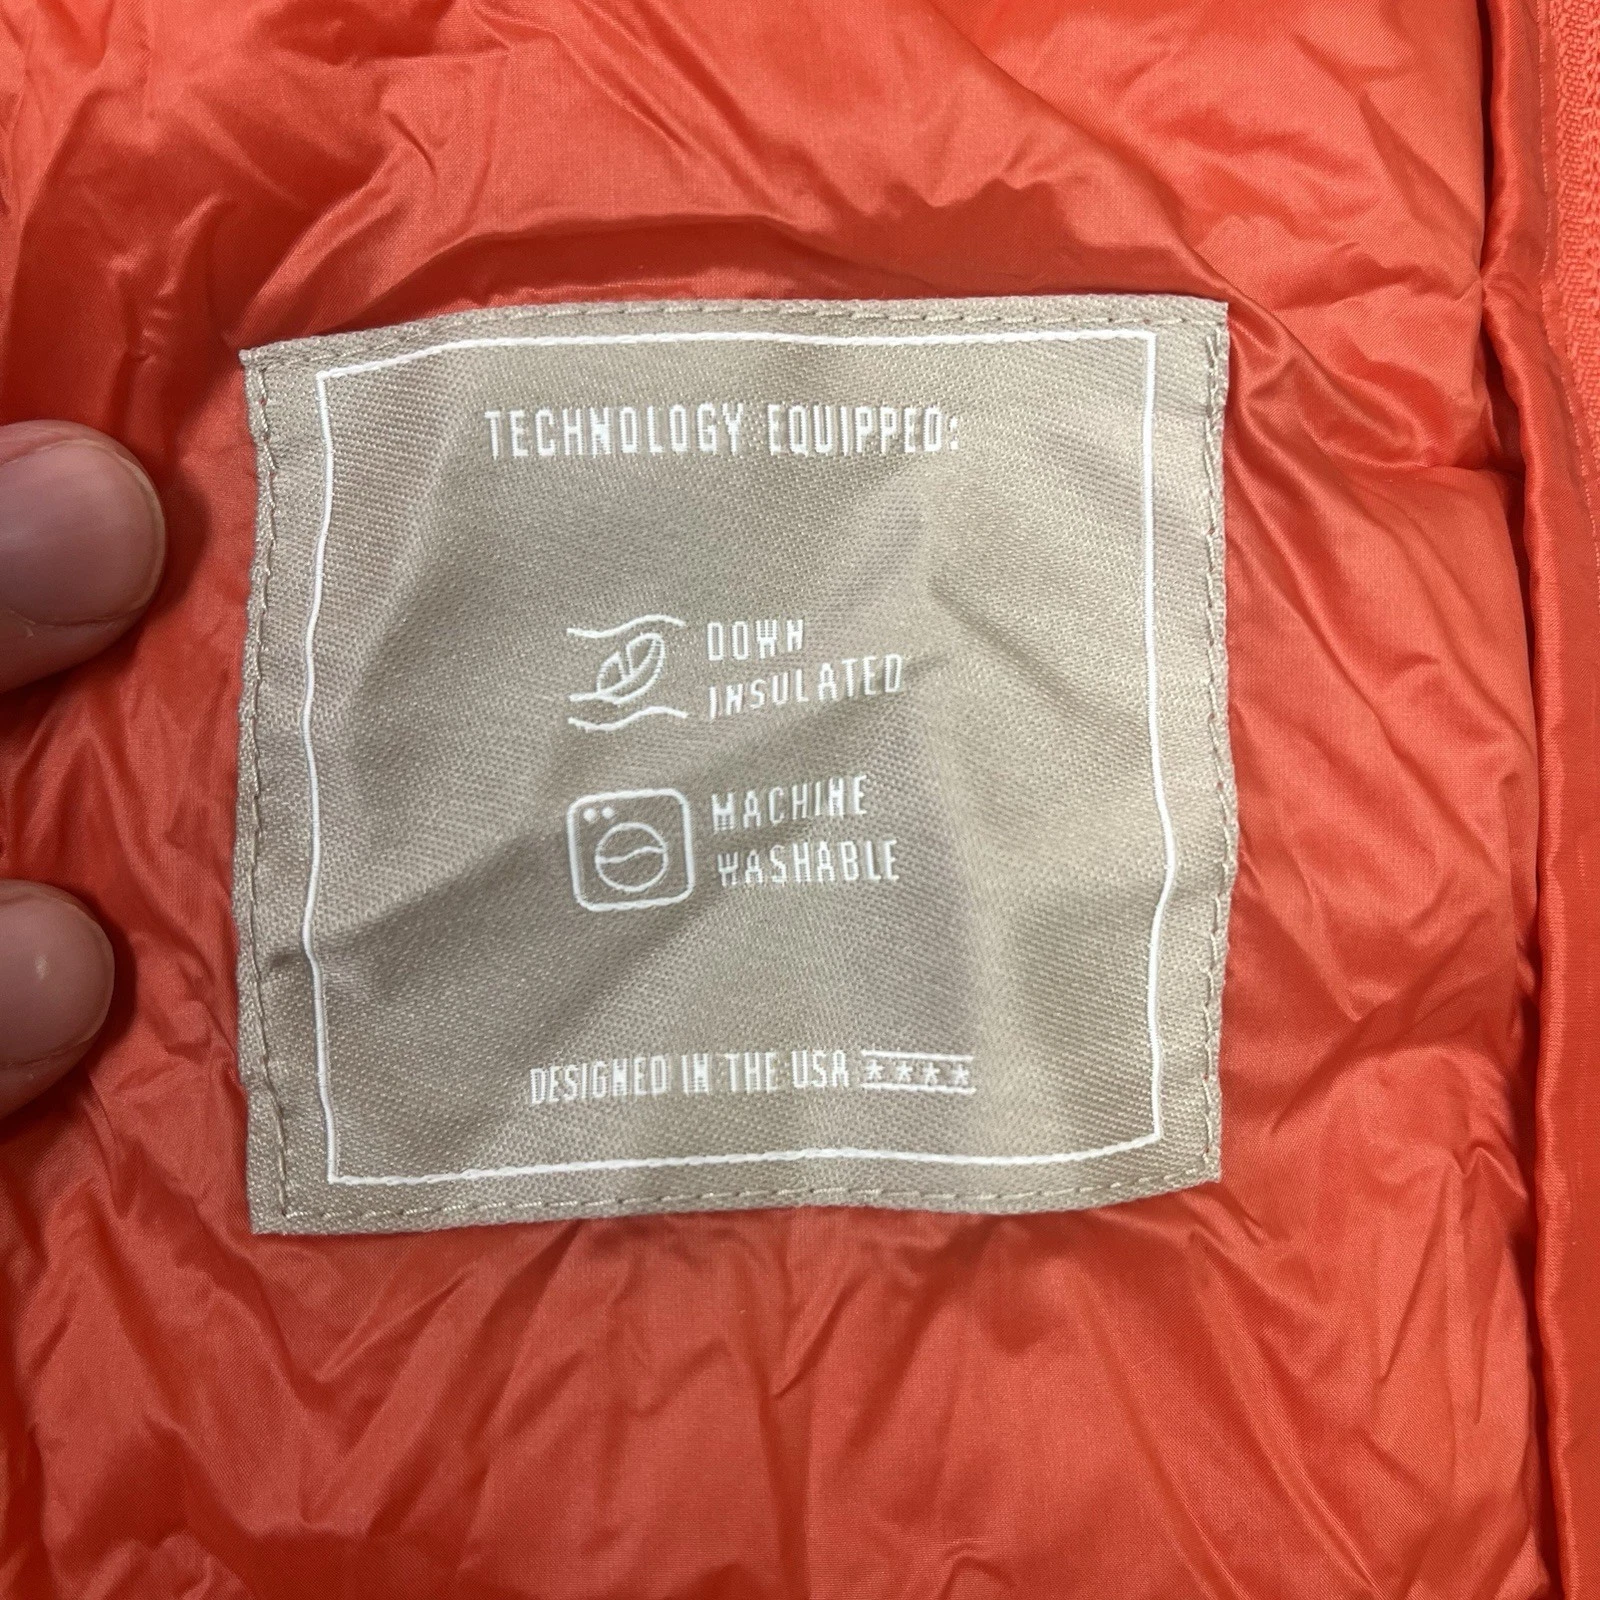 TECHNOLOGY EQUIPPED:
DOWN
INSULATED
MACHINE
WASHABLE
DESIGNED IN THE USA ****